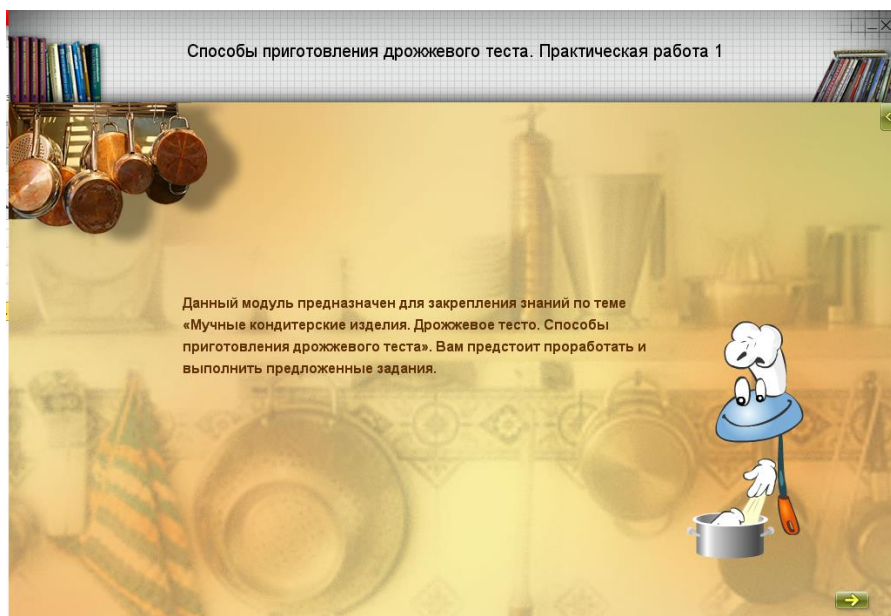 Способы приготовления дрожжевого теста. Практическая работа 1
Данный модуль предназначен для закрепления знаний по теме
«Мучные кондитерские изделия. Дрожжевое тесто. Способы
приготовления дрожжевого теста». Вам предстоит проработать и
выполнить предложенные задания.